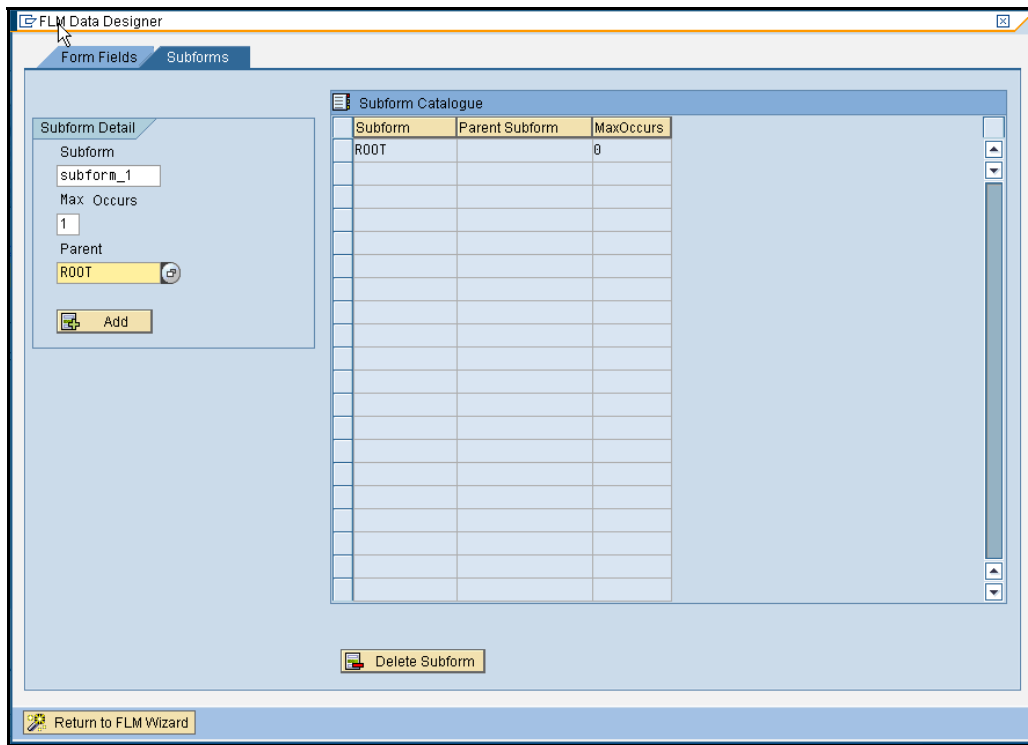 FLM Data Designer
Form Fields Subforms
Subform Catalogue
Subform Detail
Subform Parent Subform MaxOccurs
Subform
ROOT 0
subform_1
Max Occurs
1
Parent
ROOT
Add
Delete Subform
Return to FLM Wizard